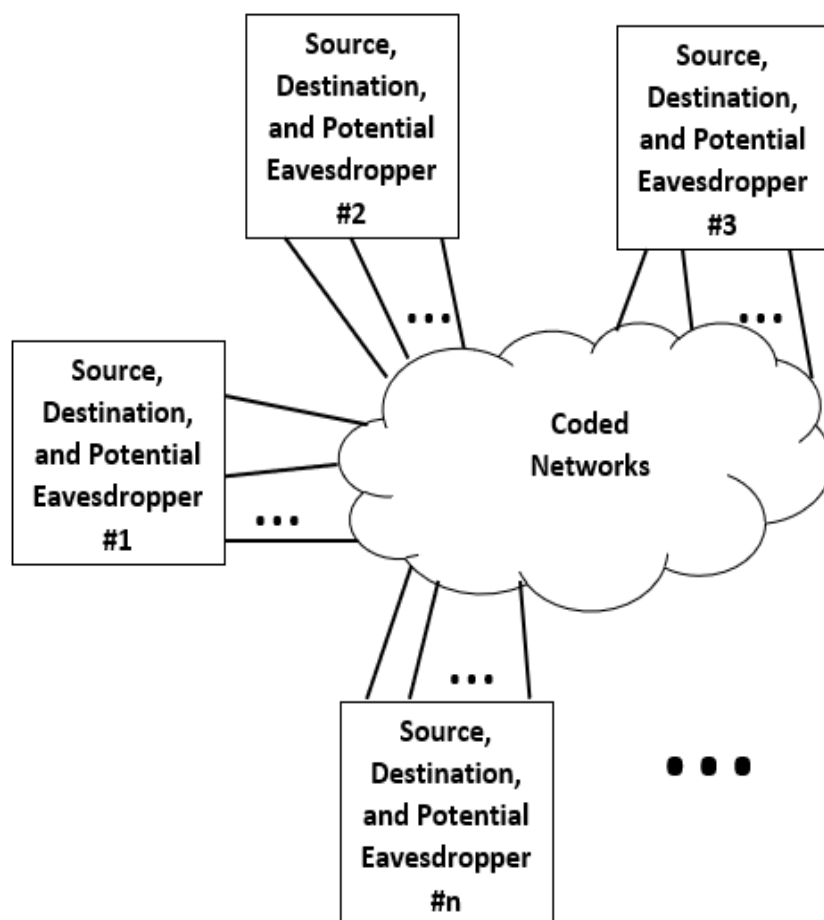 Source,
Destination,
and Potential
Eavesdropper
#2
Source,
Destination,
and Potential
Eavesdropper
#3
...
...
Source,
Destination,
and Potential
Eavesdropper
#1
Coded
Networks
...
...
Source,
Destination,
and Potential
Eavesdropper
#n
...